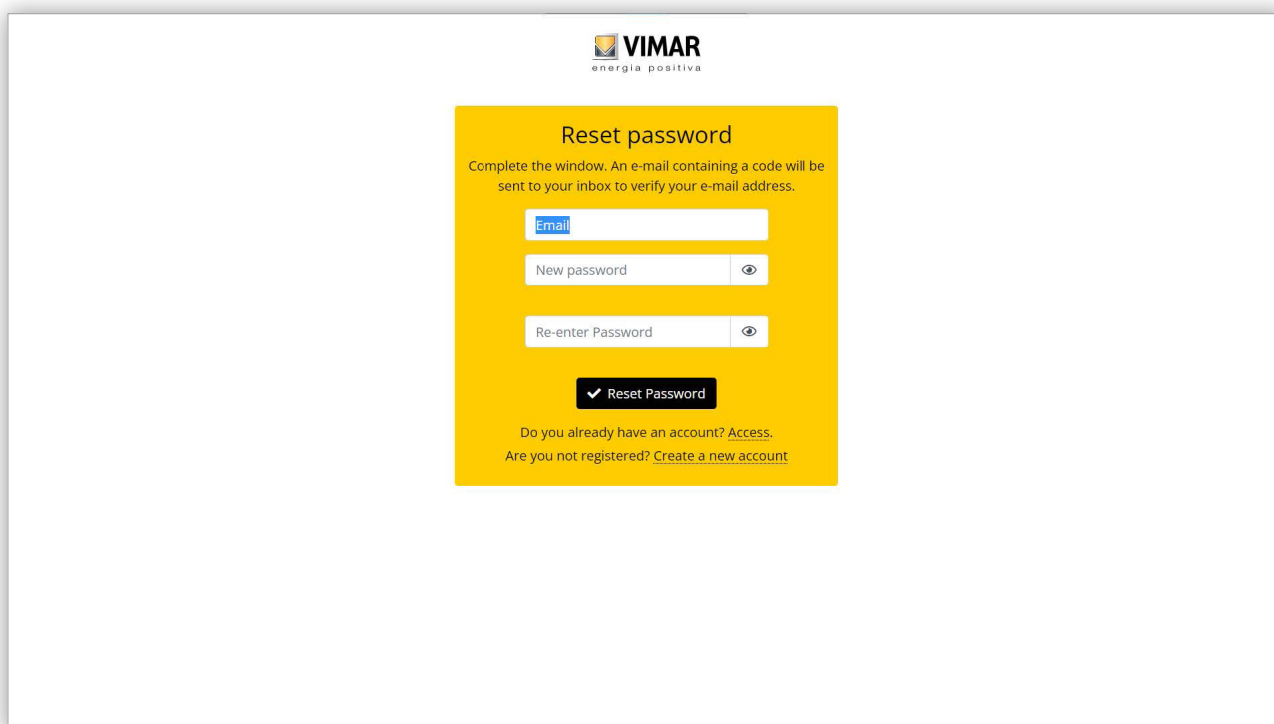 VIMAR
energia positiva
Reset password
Complete the window. An e-mail containing a code will be
sent to your inbox to verify your e-mail address.
Email
New password
Re-enter Password
Reset Password
Do you already have an account? Access.
Are you not registered? Create a new account